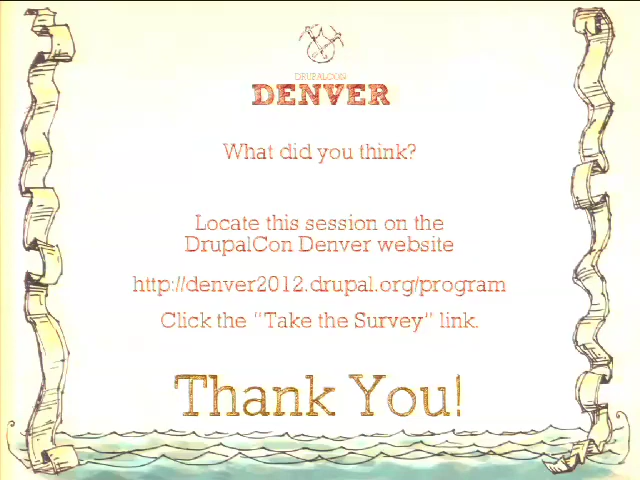 DRUPALCON
DENVER
What did you think?
Locate this session on the
DrupalCon Denver website
http://denver2012.drupal.org/program
Click the "Take the Survey" link.
Thank You!